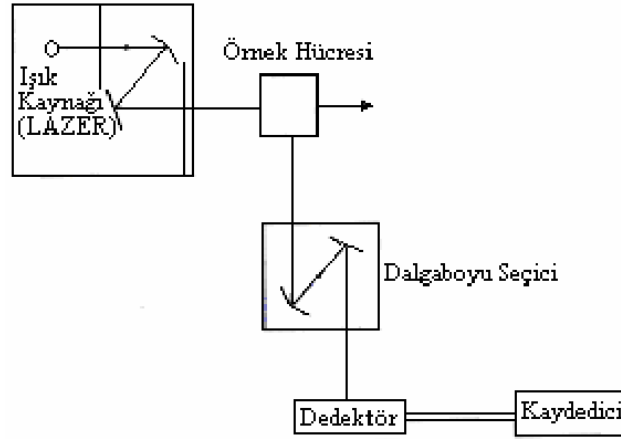 Örnek Hücresi
Işık
Kaynağı
(LAZER)
Dalgaboyu Seçici
Dedektör
Kaydedici